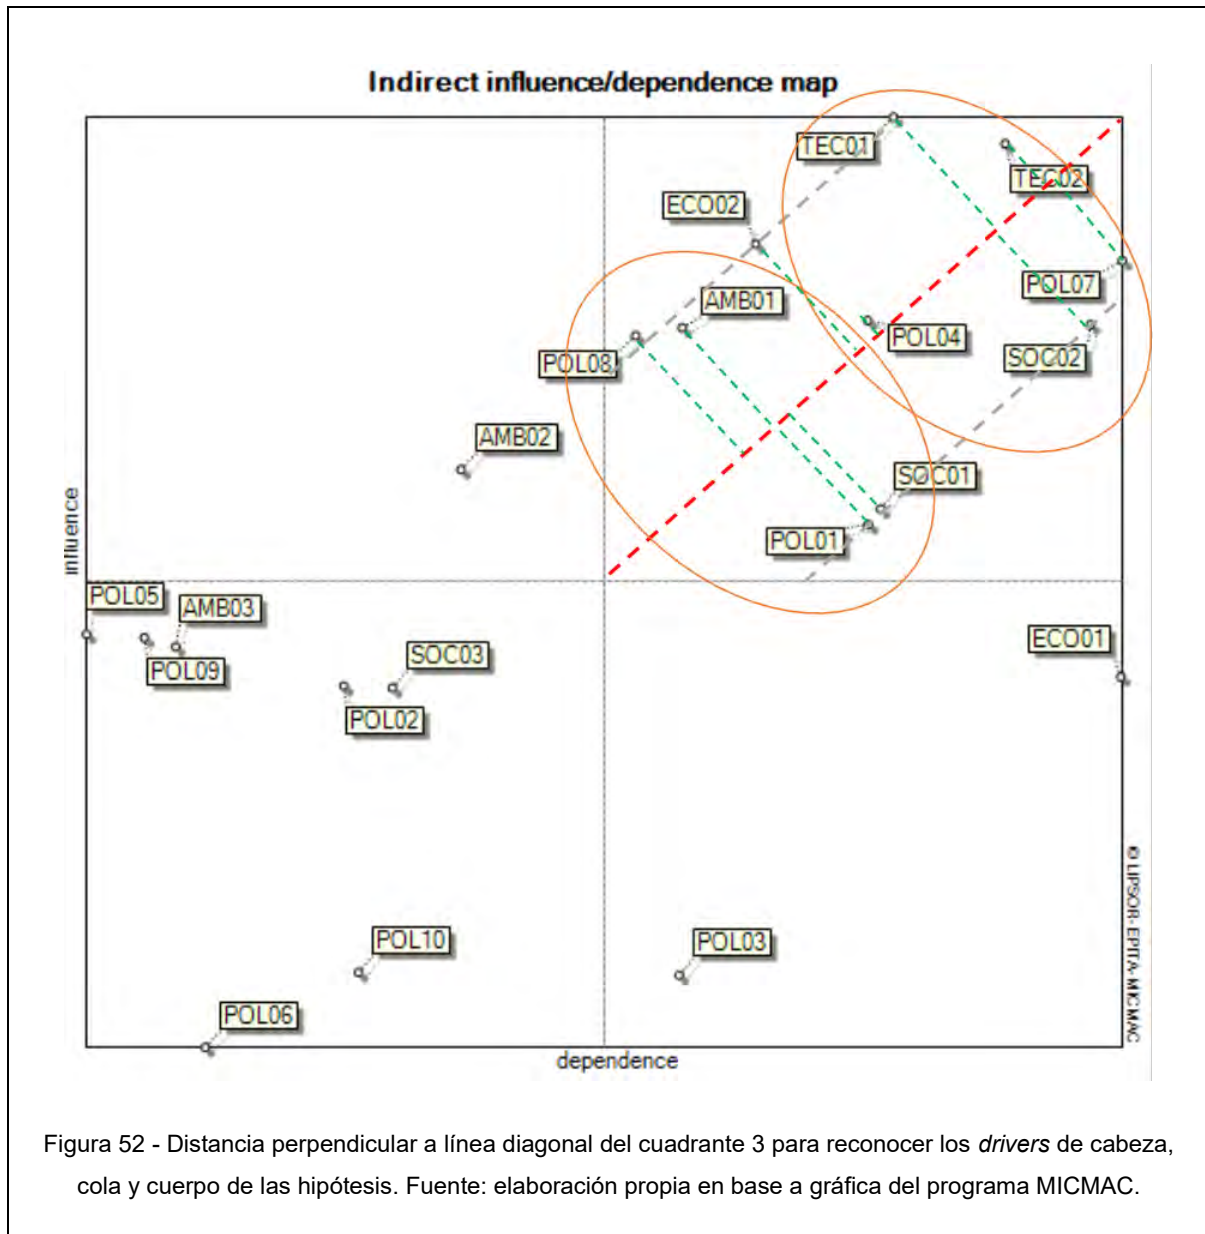 Indirect influence/dependence map
TEC01
TEC02
ECO02
POL07
AMB01
POL04
SOC02
POL08
AMB02
SOC01
POL01
influence
POL05
AMB03
POL09
SOC03
ECO01
POL02
POL10
POL03
POL06
dependence
© LIPSOR-EPITA-MICMAC
Figura 52 - Distancia perpendicular a línea diagonal del cuadrante 3 para reconocer los drivers de cabeza,
cola y cuerpo de las hipótesis. Fuente: elaboración propia en base a gráfica del programa MICMAC.